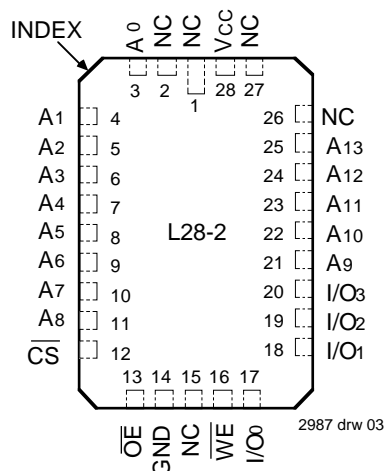 INDEX
A0 NC NC VCC NC
3 2 1 28 27
A1 4 26 NC
A2 5 25 A13
A3 6 24 A12
A4 7 23 A11
A5 8 L28-2 22 A10
A6 9 21 A9
A7 10 20 I/O3
A8 11 19 I/O2
C̅S̅ 12 18 I/O1
13 14 15 16 17
O̅E̅ GND NC W̅E̅ I/O0
2987 drw 03